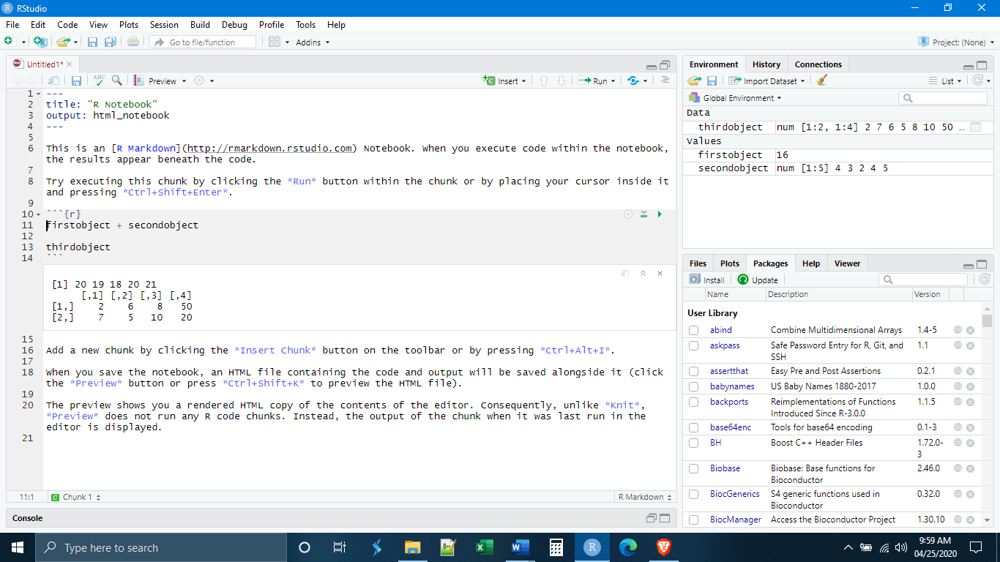 RStudio
File Edit Code View Plots Session Build Debug Profile Tools Help
Go to file/function Addins Project: (None)
Untitled1*
ABC Preview Insert Run
1 ---
2 title: "R Notebook"
3 output: html_notebook
4 ---
5
6 This is an [R Markdown](http://rmarkdown.rstudio.com) Notebook. When you execute code within the notebook,
the results appear beneath the code.
7
8 Try executing this chunk by clicking the *Run* button within the chunk or by placing your cursor inside it
and pressing *Ctrl+Shift+Enter*.
9
10 ```{r}
11 firstobject + secondobject
12
13 thirdobject
14 ```
[1] 20 19 18 20 21
[,1] [,2] [,3] [,4]
[1,] 2 6 8 50
[2,] 7 5 10 20
15
16 Add a new chunk by clicking the *Insert Chunk* button on the toolbar or by pressing *Ctrl+Alt+I*.
17
18 When you save the notebook, an HTML file containing the code and output will be saved alongside it (click
the *Preview* button or press *Ctrl+Shift+K* to preview the HTML file).
19
20 The preview shows you a rendered HTML copy of the contents of the editor. Consequently, unlike *Knit*,
*Preview* does not run any R code chunks. Instead, the output of the chunk when it was last run in the
editor is displayed.
21
11:1 Chunk 1 R Markdown
Console
Environment History Connections
Import Dataset List
Global Environment
Data
thirdobject num [1:2, 1:4] 2 7 6 5 8 10 50 ...
Values
firstobject 16
secondobject num [1:5] 4 3 2 4 5
Files Plots Packages Help Viewer
Install Update
Name Description Version
User Library
abind Combine Multidimensional Arrays 1.4-5
askpass Safe Password Entry for R, Git, and 1.1
SSH
assertthat Easy Pre and Post Assertions 0.2.1
babynames US Baby Names 1880-2017 1.0.0
backports Reimplementations of Functions 1.1.5
Introduced Since R-3.0.0
base64enc Tools for base64 encoding 0.1-3
BH Boost C++ Header Files 1.72.0-
3
Biobase Biobase: Base functions for 2.46.0
Bioconductor
BiocGenerics S4 generic functions used in 0.32.0
Bioconductor
BiocManager Access the Bioconductor Project 1.30.10
Type here to search
9:59 AM
04/25/2020